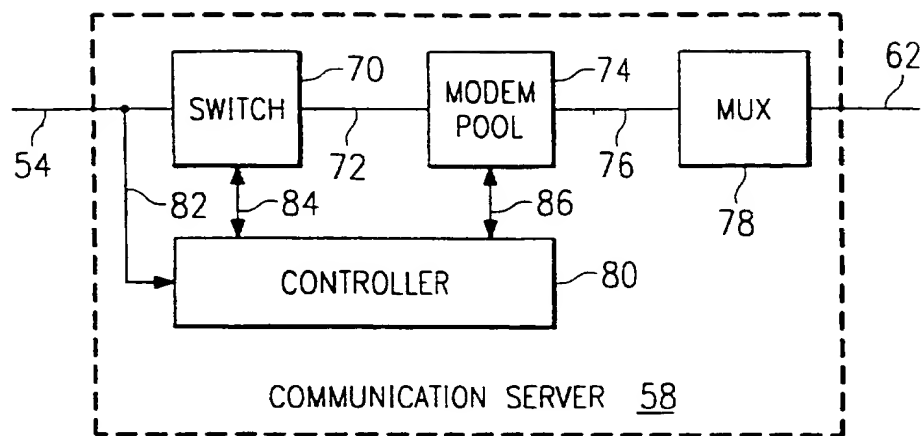 70
74
62
SWITCH
MODEM
POOL
MUX
54
72
76
82
84
86
78
CONTROLLER
80
COMMUNICATION SERVER 58